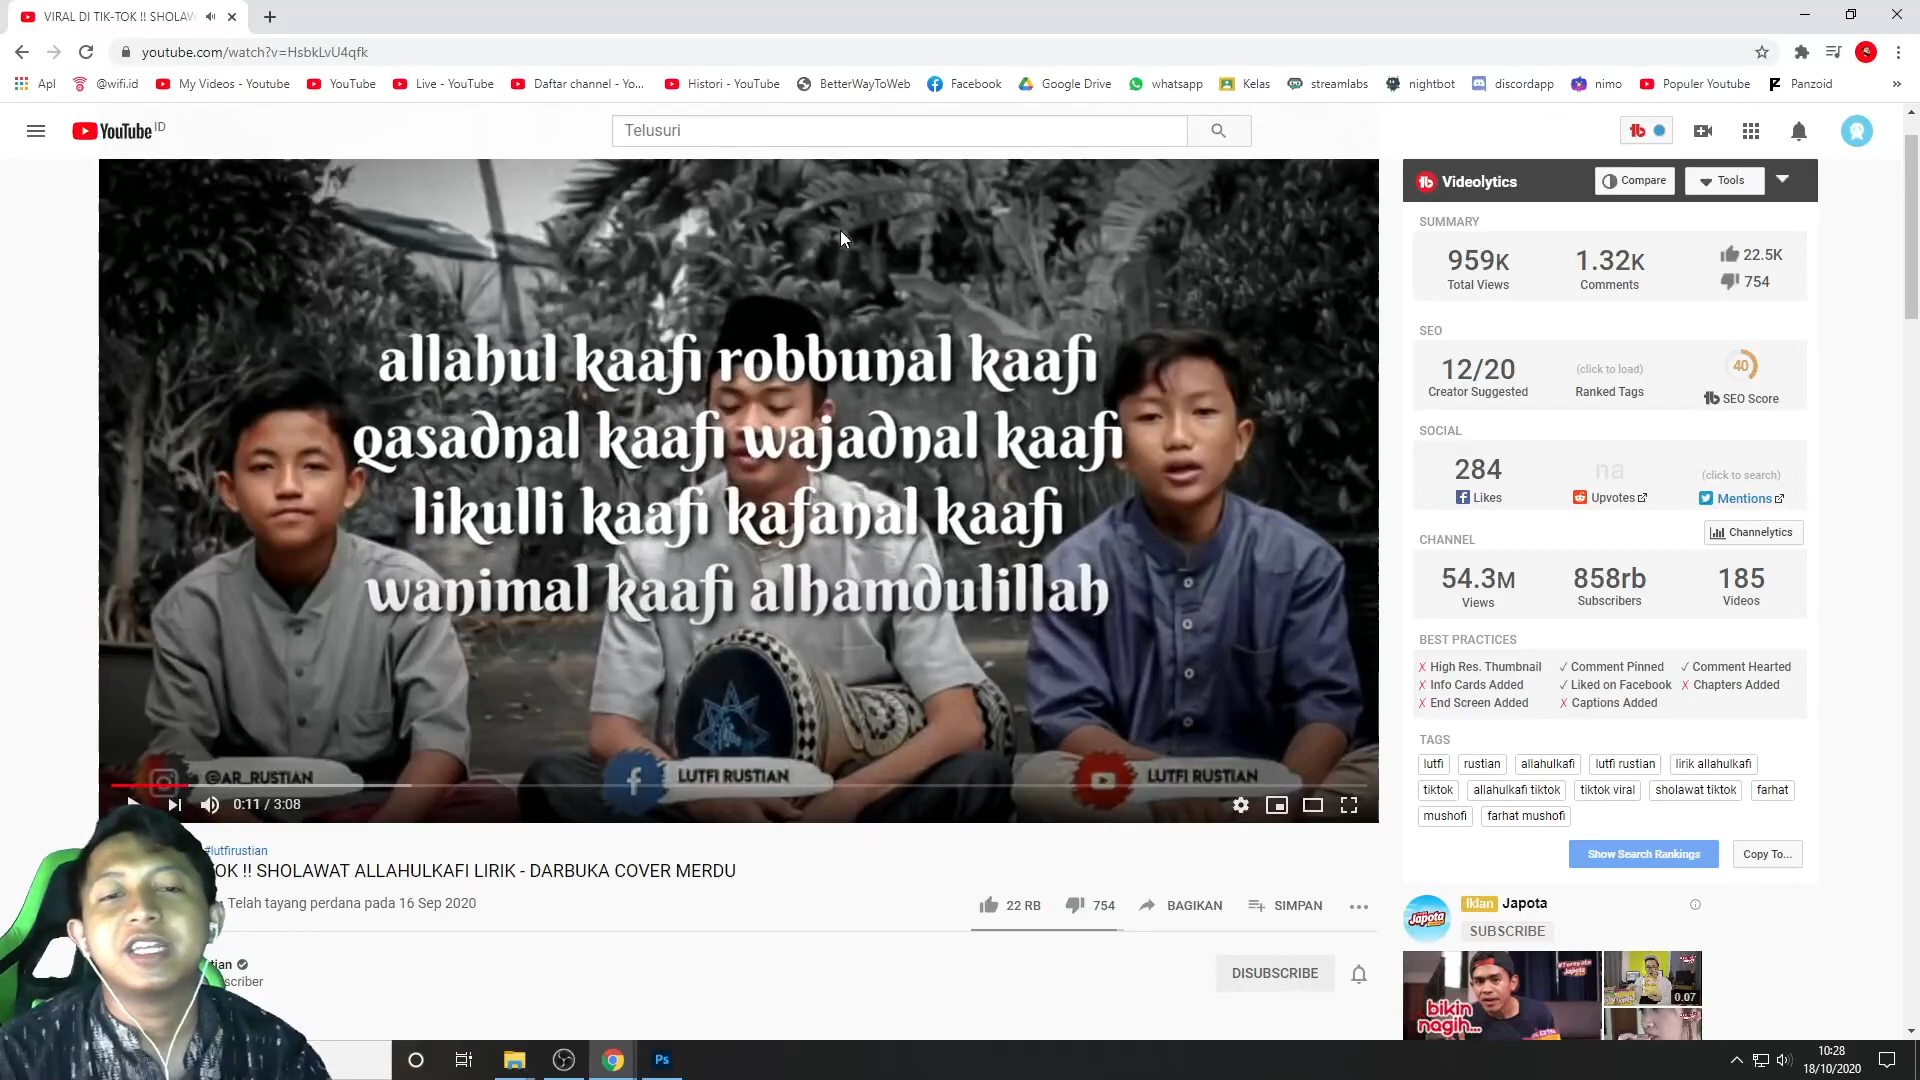 VIRAL DI TIK-TOK !! SHOLAW
youtube.com/watch?v=HsbkLvU4qfk
Apl @wifi.id My Videos - Youtube YouTube Live - YouTube Daftar channel - Yo... Histori - YouTube BetterWayToWeb Facebook Google Drive whatsapp Kelas streamlabs nightbot discordapp nimo Populer Youtube Panzoid »
YouTube ID
Telusuri
allahul kaafi robbunal kaafi
qasadnal kaafi wajadnal kaafi
likulli kaafi kafanal kaafi
wanimal kaafi alhamdulillah
@AR_RUSTIAN
LUTFI RUSTIAN
LUTFI RUSTIAN
0:11 / 3:08
#lutfirustian
TOK !! SHOLAWAT ALLAHULKAFI LIRIK - DARBUKA COVER MERDU
Telah tayang perdana pada 16 Sep 2020
22 RB 754 BAGIKAN SIMPAN
tian
scriber
DISUBSCRIBE
Videolytics Compare Tools
SUMMARY
959K 1.32K 22.5K
Total Views Comments 754
SEO
12/20 (click to load) 40
Creator Suggested Ranked Tags SEO Score
SOCIAL
284 na (click to search)
Likes Upvotes Mentions
CHANNEL Channelytics
54.3M 858rb 185
Views Subscribers Videos
BEST PRACTICES
X High Res. Thumbnail ✓ Comment Pinned ✓ Comment Hearted
X Info Cards Added ✓ Liked on Facebook X Chapters Added
X End Screen Added X Captions Added
TAGS
lutfi rustian allahulkafi lutfi rustian lirik allahulkafi
tiktok allahulkafi tiktok tiktok viral sholawat tiktok farhat
mushofi farhat mushofi
Show Search Rankings Copy To...
Iklan Japota
SUBSCRIBE
Japota
#Ternyata Japota
bikin
nagih...
0.07
Ps
10:28
18/10/2020